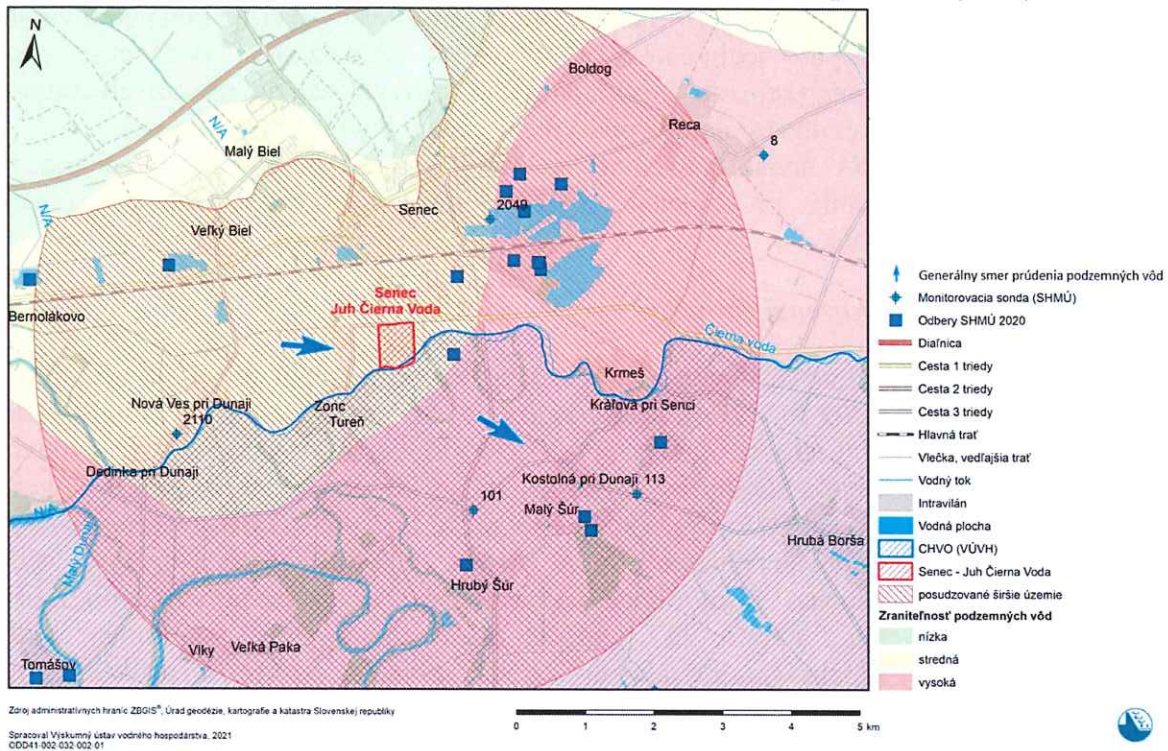 N
Boldog
Reca
8
N/A
Malý Biel
Senec
2049
1
N/A
Veľký Biel
Senec
Juh Čierna Voda
Bernolákovo
Čierna voda
Krmeš
Nová Ves pri Dunaji
2110
Zonc
Tureň
Kráľová pri Senci
Dedinka pri Dunaji
101
Kostolná pri Dunaji 113
Malý Šúr
N/A
Malý Dunaj
Hrubá Borša
Hrubý Šúr
Vlky
Veľká Paka
Tomášov
Generálny smer prúdenia podzemných vôd
Monitorovacia sonda (SHMÚ)
Odbery SHMÚ 2020
Diaľnica
Cesta 1 triedy
Cesta 2 triedy
Cesta 3 triedy
Hlavná trať
Vlečka, vedľajšia trať
Vodný tok
Intravilán
Vodná plocha
CHVO (VÚVH)
Senec - Juh Čierna Voda
posudzované širšie územie
Zraniteľnosť podzemných vôd
nízka
stredná
vysoká
Zdroj administratívnych hraníc ZBGIS®, Úrad geodézie, kartografie a katastra Slovenskej republiky
0 1 2 3 4 5 km
Spracoval Výskumný ústav vodného hospodárstva, 2021
ODD41-002-032-002-01